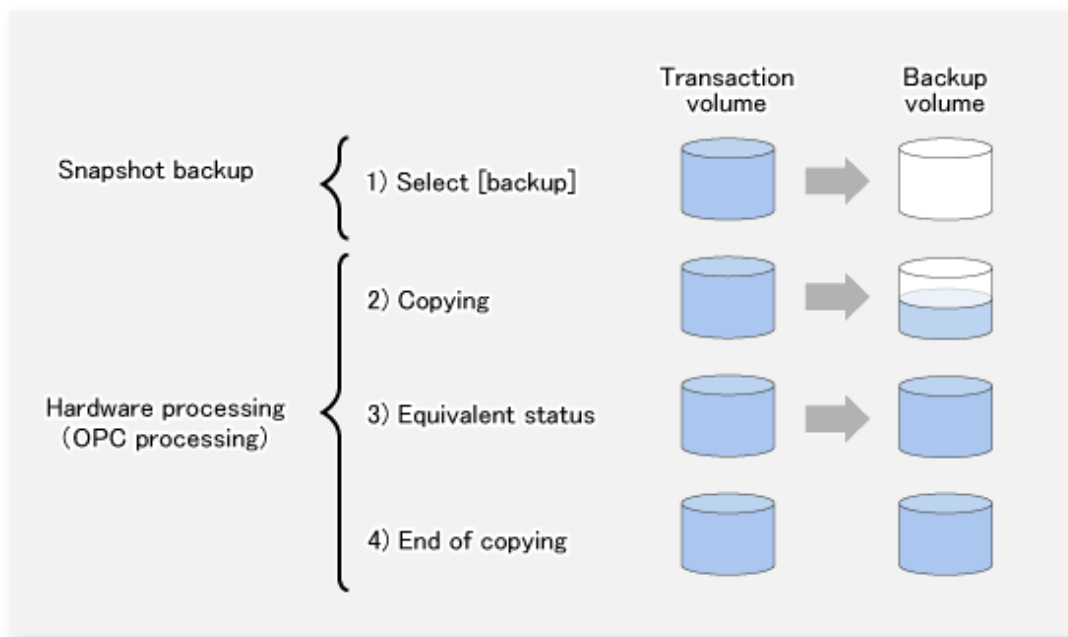 Transaction
volume
Backup
volume
Snapshot backup
1) Select [backup]
2) Copying
Hardware processing
(OPC processing)
3) Equivalent status
4) End of copying